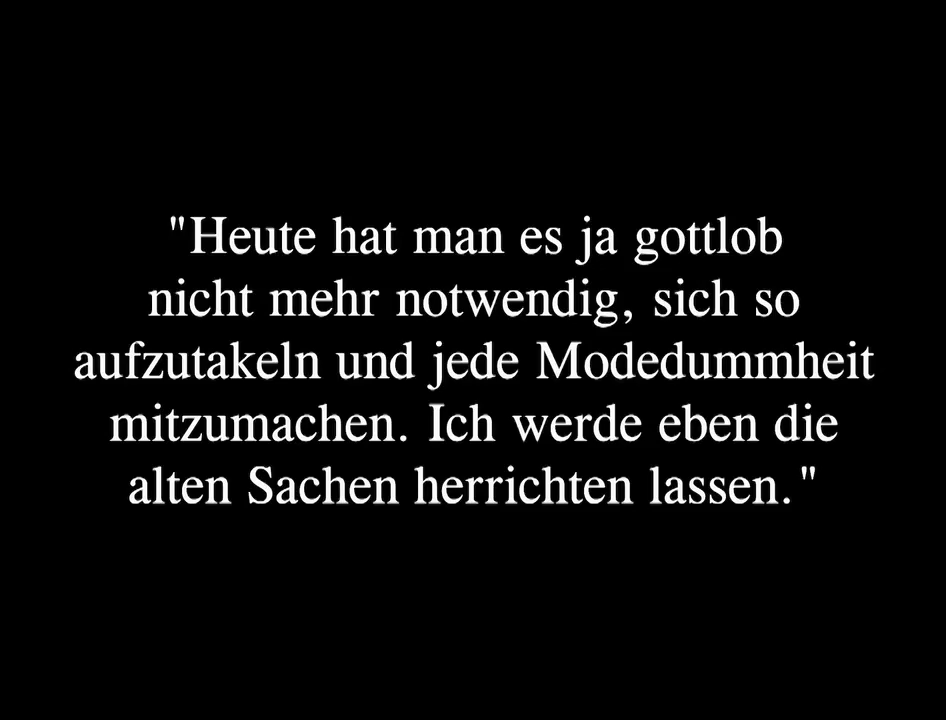 "Heute hat man es ja gottlob
nicht mehr notwendig, sich so
aufzutakeln und jede Modedummheit
mitzumachen. Ich werde eben die
alten Sachen herrichten lassen."